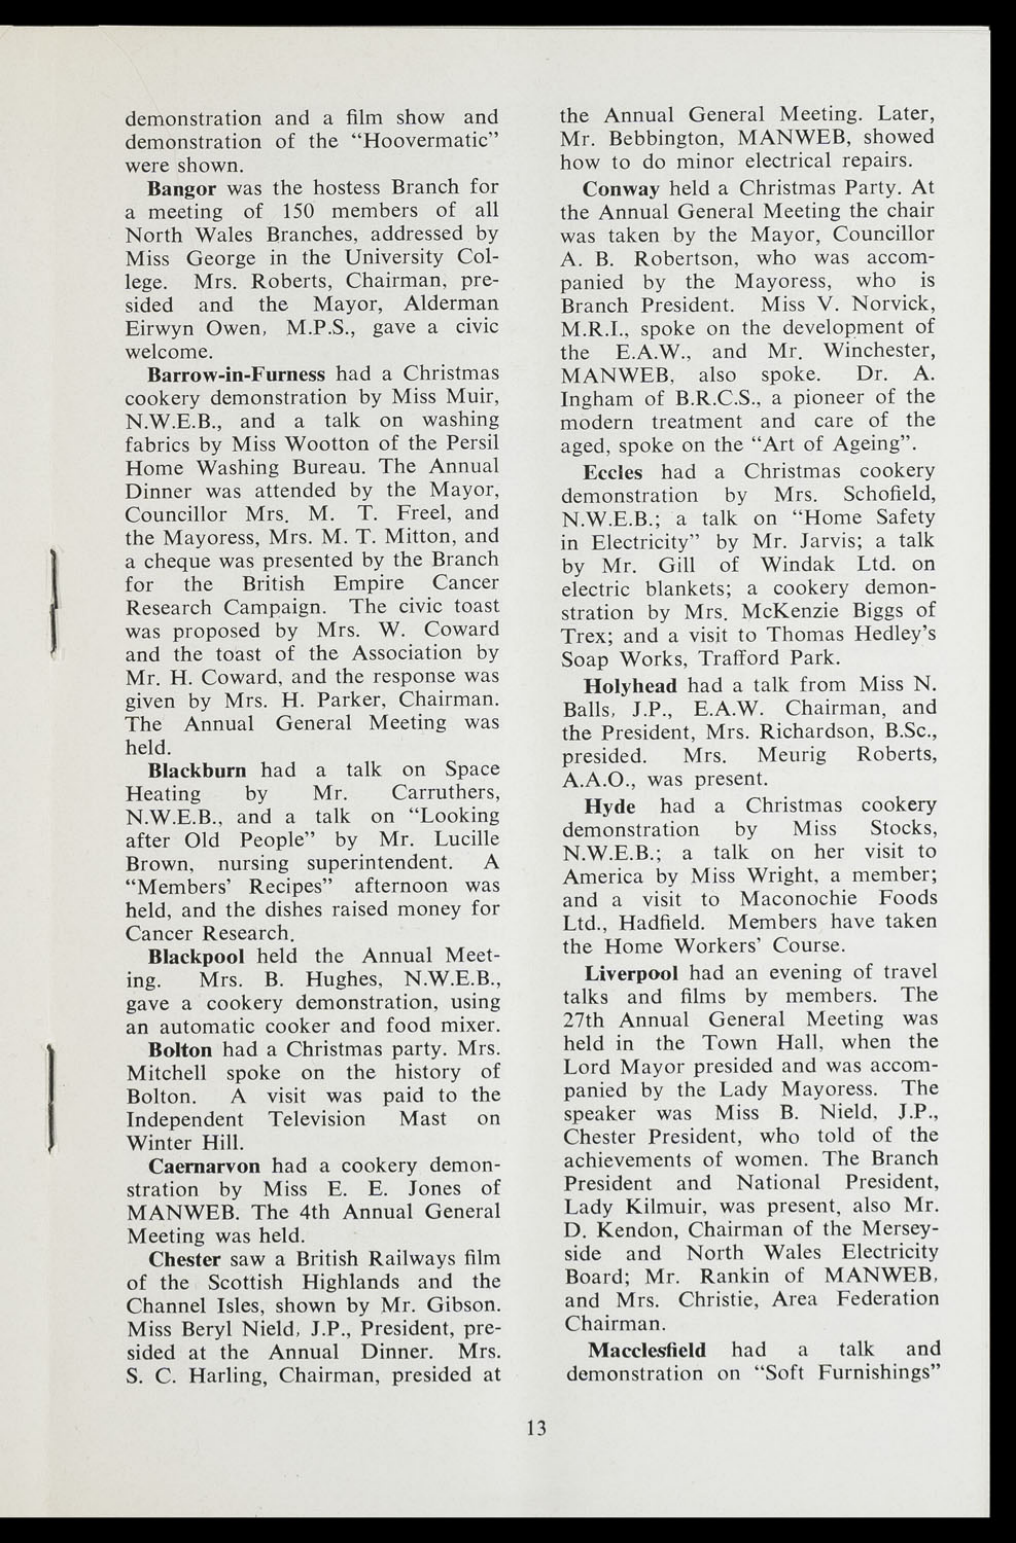 demonstration and a film show and
demonstration of the “Hoovermatic”
were shown.
Bangor was the hostess Branch for
a meeting of 150 members of all
North Wales Branches, addressed by
Miss George in the University Col-
lege. Mrs. Roberts, Chairman, pre-
sided and the Mayor, Alderman
Eirwyn Owen, M.P.S., gave a civic
welcome.
Barrow-in-Furness had a Christmas
cookery demonstration by Miss Muir,
N.W.E.B., and a talk on washing
fabrics by Miss Wootton of the Persil
Home Washing Bureau. The Annual
Dinner was attended by the Mayor,
Councillor Mrs. M. T. Freel, and
the Mayoress, Mrs. M. T. Mitton, and
a cheque was presented by the Branch
for the British Empire Cancer
Research Campaign. The civic toast
was proposed by Mrs. W. Coward
and the toast of the Association by
Mr. H. Coward, and the response was
given by Mrs. H. Parker, Chairman.
The Annual General Meeting was
held.
Blackburn had a talk on Space
Heating by Mr. Carruthers,
N.W.E.B., and a talk on “Looking
after Old People” by Mr. Lucille
Brown, nursing superintendent. A
“Members’ Recipes” afternoon was
held, and the dishes raised money for
Cancer Research.
Blackpool held the Annual Meet-
ing. Mrs. B. Hughes, N.W.E.B.,
gave a cookery demonstration, using
an automatic cooker and food mixer.
Bolton had a Christmas party. Mrs.
Mitchell spoke on the history of
Bolton. A visit was paid to the
Independent Television Mast on
Winter Hill.
Caernarvon had a cookery demon-
stration by Miss E. E. Jones of
MANWEB. The 4th Annual General
Meeting was held.
Chester saw a British Railways film
of the Scottish Highlands and the
Channel Isles, shown by Mr. Gibson.
Miss Beryl Nield, J.P., President, pre-
sided at the Annual Dinner. Mrs.
S. C. Harling, Chairman, presided at
the Annual General Meeting. Later,
Mr. Bebbington, MANWEB, showed
how to do minor electrical repairs.
Conway held a Christmas Party. At
the Annual General Meeting the chair
was taken by the Mayor, Councillor
A. B. Robertson, who was accom-
panied by the Mayoress, who is
Branch President. Miss V. Norvick,
M.R.I., spoke on the development of
the E.A.W., and Mr. Winchester,
MANWEB, also spoke. Dr. A.
Ingham of B.R.C.S., a pioneer of the
modern treatment and care of the
aged, spoke on the “Art of Ageing”.
Eccles had a Christmas cookery
demonstration by Mrs. Schofield,
N.W.E.B.; a talk on “Home Safety
in Electricity” by Mr. Jarvis; a talk
by Mr. Gill of Windak Ltd. on
electric blankets; a cookery demon-
stration by Mrs. McKenzie Biggs of
Trex; and a visit to Thomas Hedley’s
Soap Works, Trafford Park.
Holyhead had a talk from Miss N.
Balls, J.P., E.A.W. Chairman, and
the President, Mrs. Richardson, B.Sc.,
presided. Mrs. Meurig Roberts,
A.A.O., was present.
Hyde had a Christmas cookery
demonstration by Miss Stocks,
N.W.E.B.; a talk on her visit to
America by Miss Wright, a member;
and a visit to Maconochie Foods
Ltd., Hadfield. Members have taken
the Home Workers’ Course.
Liverpool had an evening of travel
talks and films by members. The
27th Annual General Meeting was
held in the Town Hall, when the
Lord Mayor presided and was accom-
panied by the Lady Mayoress. The
speaker was Miss B. Nield, J.P.,
Chester President, who told of the
achievements of women. The Branch
President and National President,
Lady Kilmuir, was present, also Mr.
D. Kendon, Chairman of the Mersey-
side and North Wales Electricity
Board; Mr. Rankin of MANWEB,
and Mrs. Christie, Area Federation
Chairman.
Macclesfield had a talk and
demonstration on “Soft Furnishings”
13